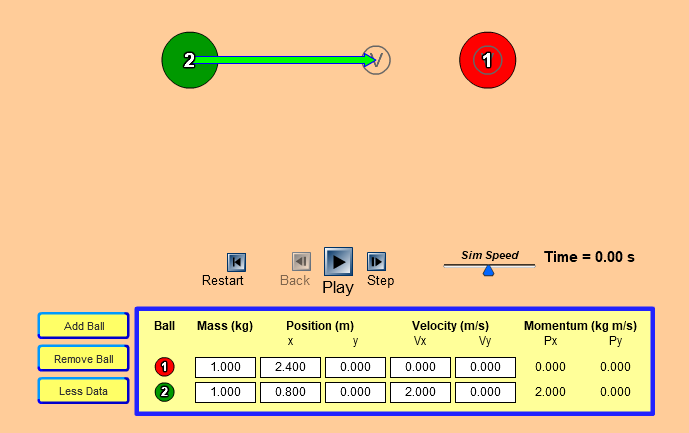 2 V 1
Sim Speed Time = 0.00 s
Restart Back Play Step
Add Ball
Remove Ball
Less Data
Ball Mass (kg) Position (m) Velocity (m/s) Momentum (kg m/s)
x y Vx Vy Px Py
1 1.000 2.400 0.000 0.000 0.000 0.000 0.000
2 1.000 0.800 0.000 2.000 0.000 2.000 0.000